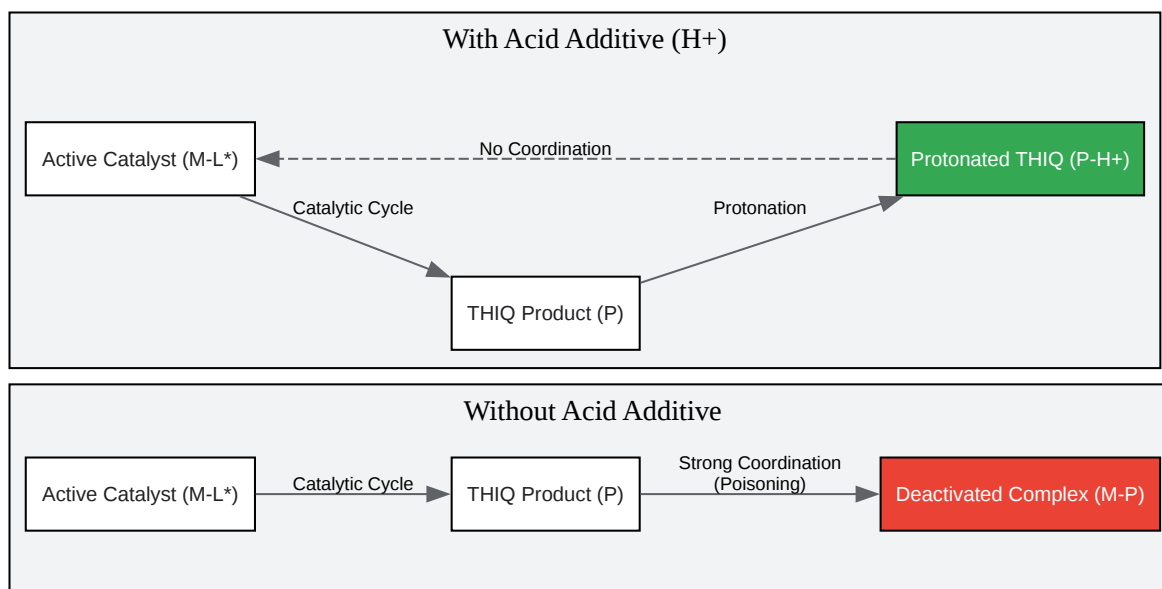 With Acid Additive (H+)
Active Catalyst (M-L*)
No Coordination
Protonated THIQ (P-H+)
Catalytic Cycle
Protonation
THIQ Product (P)
Without Acid Additive
Active Catalyst (M-L*)
Catalytic Cycle
THIQ Product (P)
Strong Coordination
(Poisoning)
Deactivated Complex (M-P)